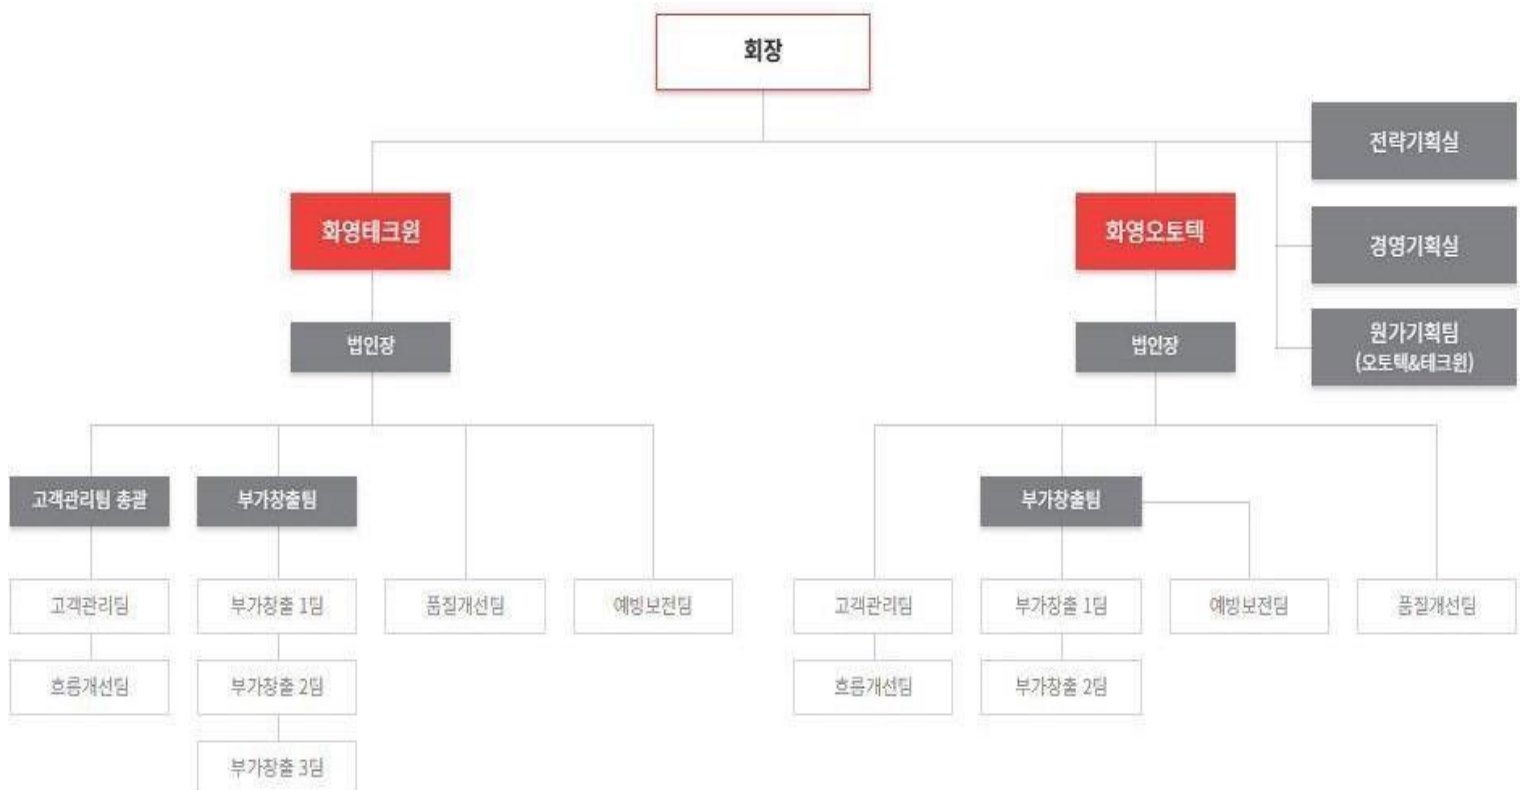 회장
전략기획실
화영테크원
화영오토텍
경영기획실
법인장
법인장
원가기획팀
(오토텍&테크원)
고객관리팀 총괄
부가창출팀
부가창출팀
고객관리팀
부가창출 1팀
품질개선팀
예방보전팀
고객관리팀
부가창출 1팀
예방보전팀
품질개선팀
흐름개선팀
부가창출 2팀
흐름개선팀
부가창출 2팀
부가창출 3팀